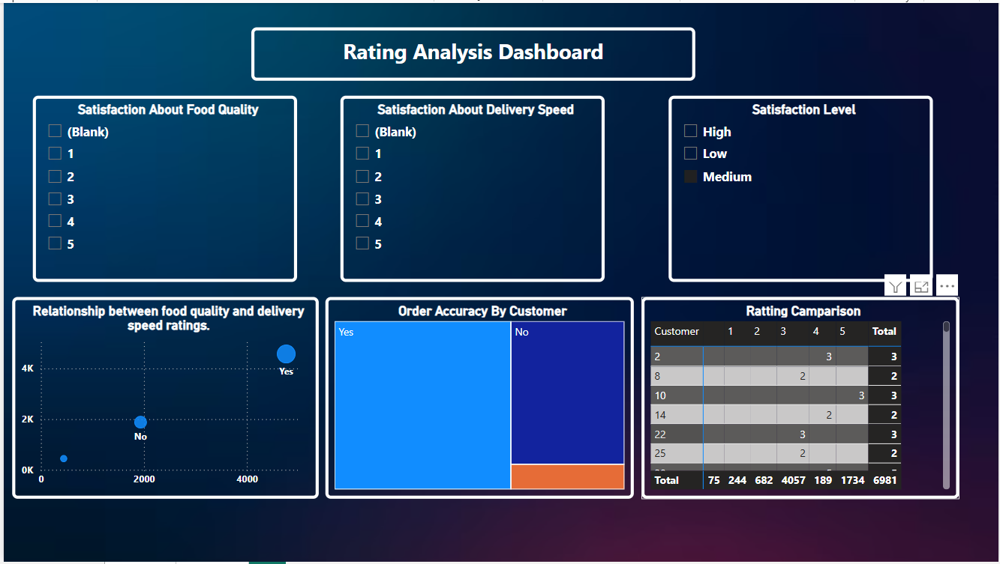 Rating Analysis Dashboard
Satisfaction About Food Quality
(Blank)
1
2
3
4
5
Satisfaction About Delivery Speed
(Blank)
1
2
3
4
5
Satisfaction Level
High
Low
Medium
Relationship between food quality and delivery
speed ratings.
4K
2K
0K
0 2000 4000
Yes
No
Order Accuracy By Customer
Yes
No
Ratting Camparison
Customer 1 2 3 4 5 Total
2 3 3
8 2 2
10 3 3
14 2 2
22 3 3
25 2 2
Total 75 244 682 4057 189 1734 6981